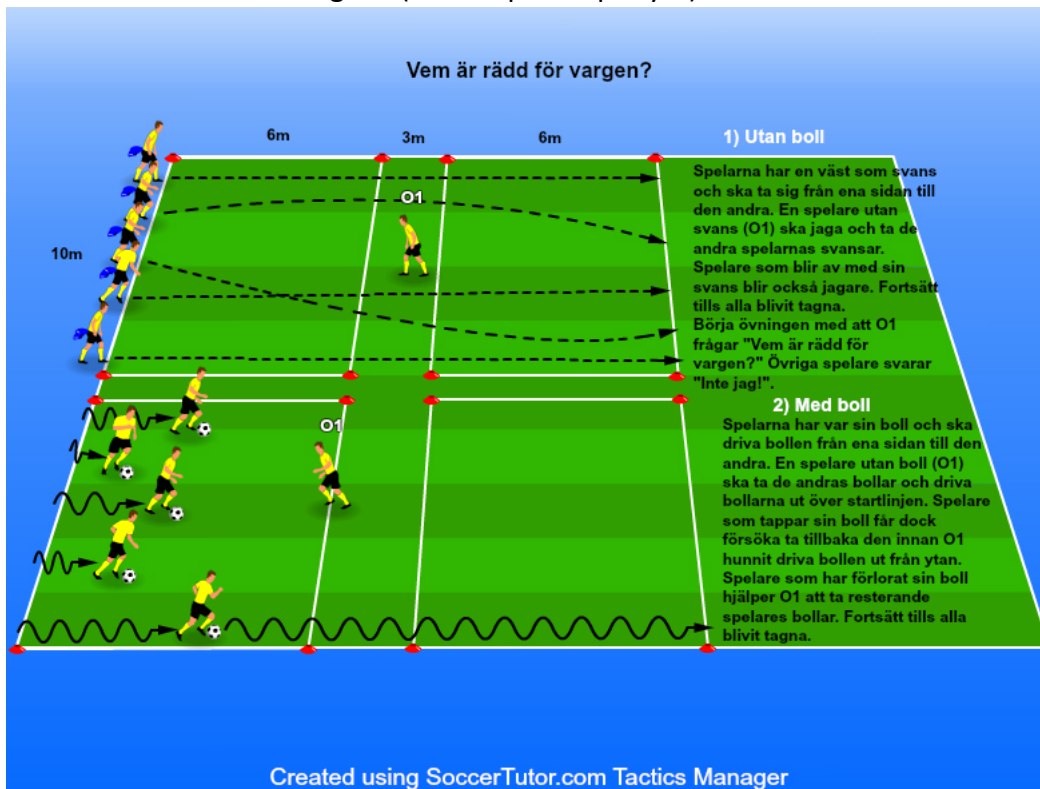 Vem är rädd för vargen?
6m
3m
6m
10m
O1
1) Utan boll
Spelarna har en väst som svans
och ska ta sig från ena sidan till
den andra. En spelare utan
svans (O1) ska jaga och ta de
andra spelarnas svansar.
Spelare som blir av med sin
svans blir också jagare. Fortsätt
tills alla blivit tagna.
Börja övningen med att O1
frågar "Vem är rädd för
vargen?" Övriga spelare svarar
"Inte jag!".
O1
2) Med boll
Spelarna har var sin boll och ska
driva bollen från ena sidan till den
andra. En spelare utan boll (O1)
ska ta de andras bollar och driva
bollarna ut över startlinjen. Spelare
som tappar sin boll får dock
försöka ta tillbaka den innan O1
hunnit driva bollen ut från ytan.
Spelare som har förlorat sin boll
hjälper O1 att ta resterande
spelares bollar. Fortsätt tills alla
blivit tagna.
Created using SoccerTutor.com Tactics Manager